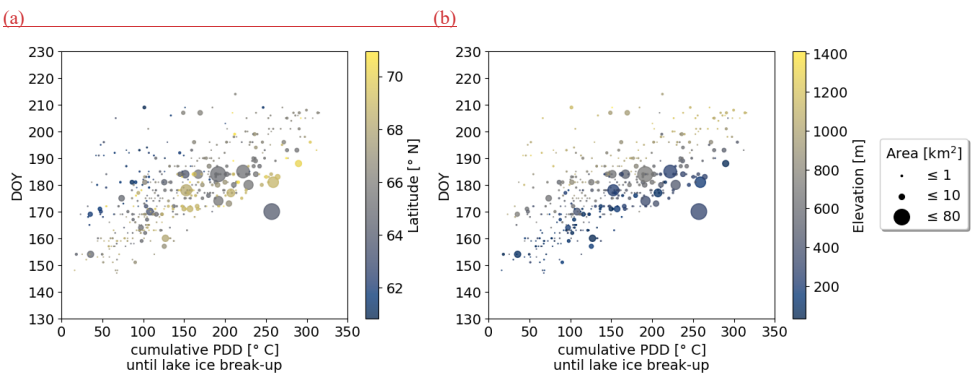 (a)
(b)
230
220
210
200
190
180
170
160
150
140
130
DOY
0 50 100 150 200 250 300 350
cumulative PDD [° C]
until lake ice break-up
70
68
66
64
62
Latitude [° N]
230
220
210
200
190
180
170
160
150
140
130
DOY
0 50 100 150 200 250 300 350
cumulative PDD [° C]
until lake ice break-up
1400
1200
1000
800
600
400
200
Elevation [m]
Area [km²]
≤ 1
≤ 10
≤ 80